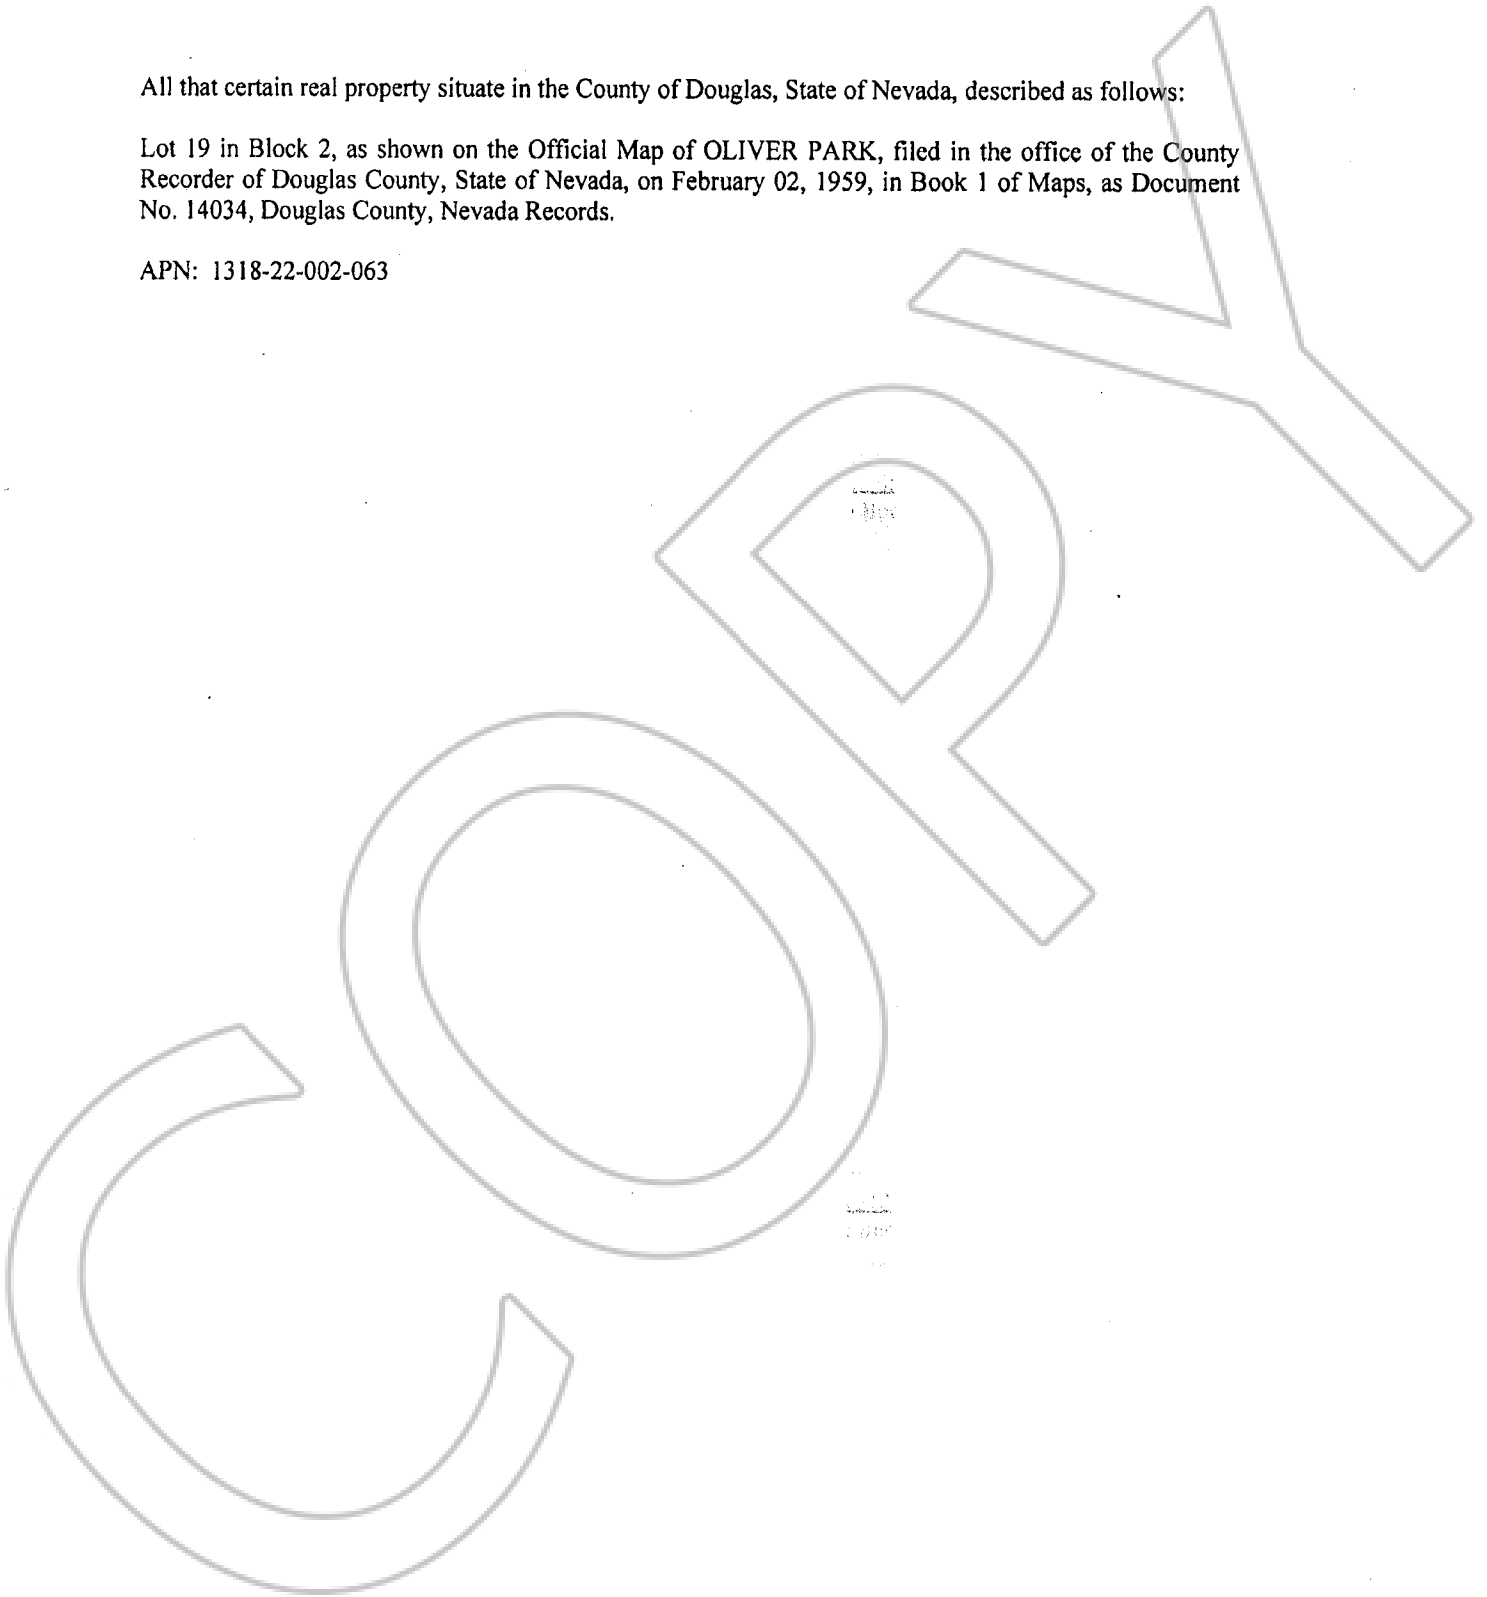 All that certain real property situate in the County of Douglas, State of Nevada, described as follows:
Lot 19 in Block 2, as shown on the Official Map of OLIVER PARK, filed in the office of the County
Recorder of Douglas County, State of Nevada, on February 02, 1959, in Book 1 of Maps, as Document
No. 14034, Douglas County, Nevada Records.
APN: 1318-22-002-063
COPY